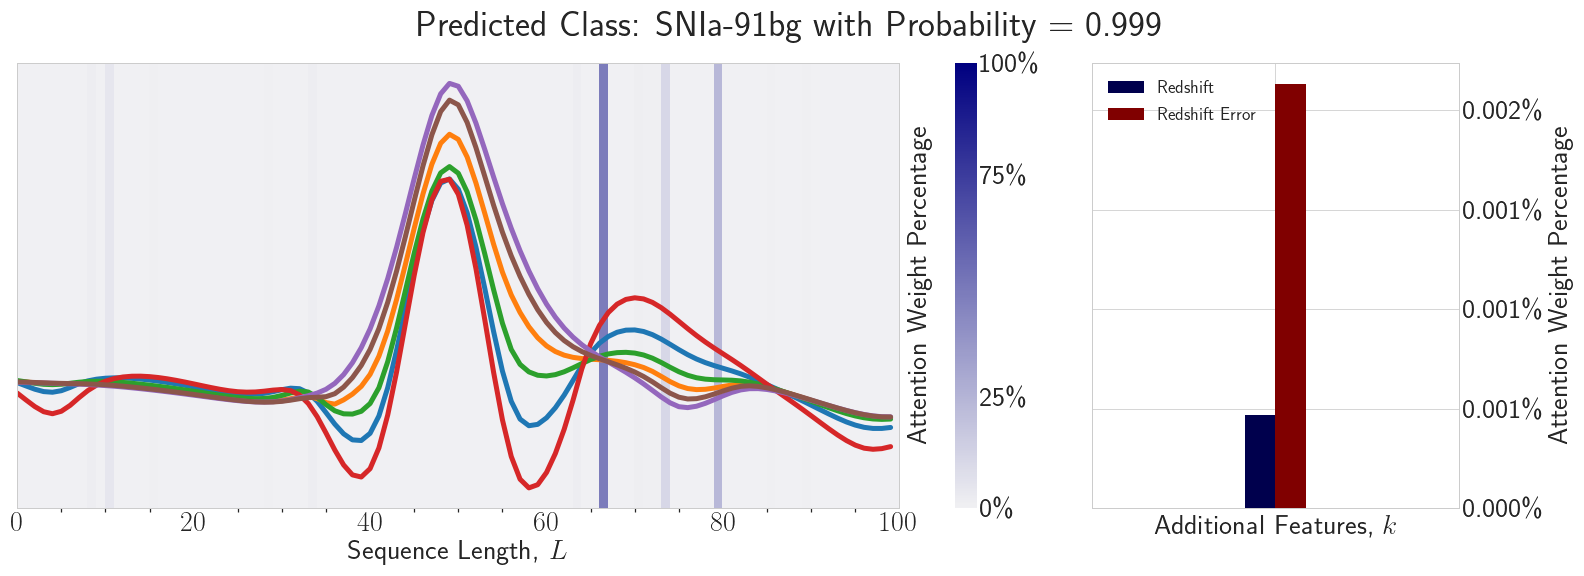 Predicted Class: SNIa-91bg with Probability = 0.999
0 20 40 60 80 100
Sequence Length, L
100%
75%
25%
0%
Attention Weight Percentage
Redshift
Redshift Error
0.002%
0.001%
0.001%
0.001%
0.000%
Additional Features, k
Attention Weight Percentage